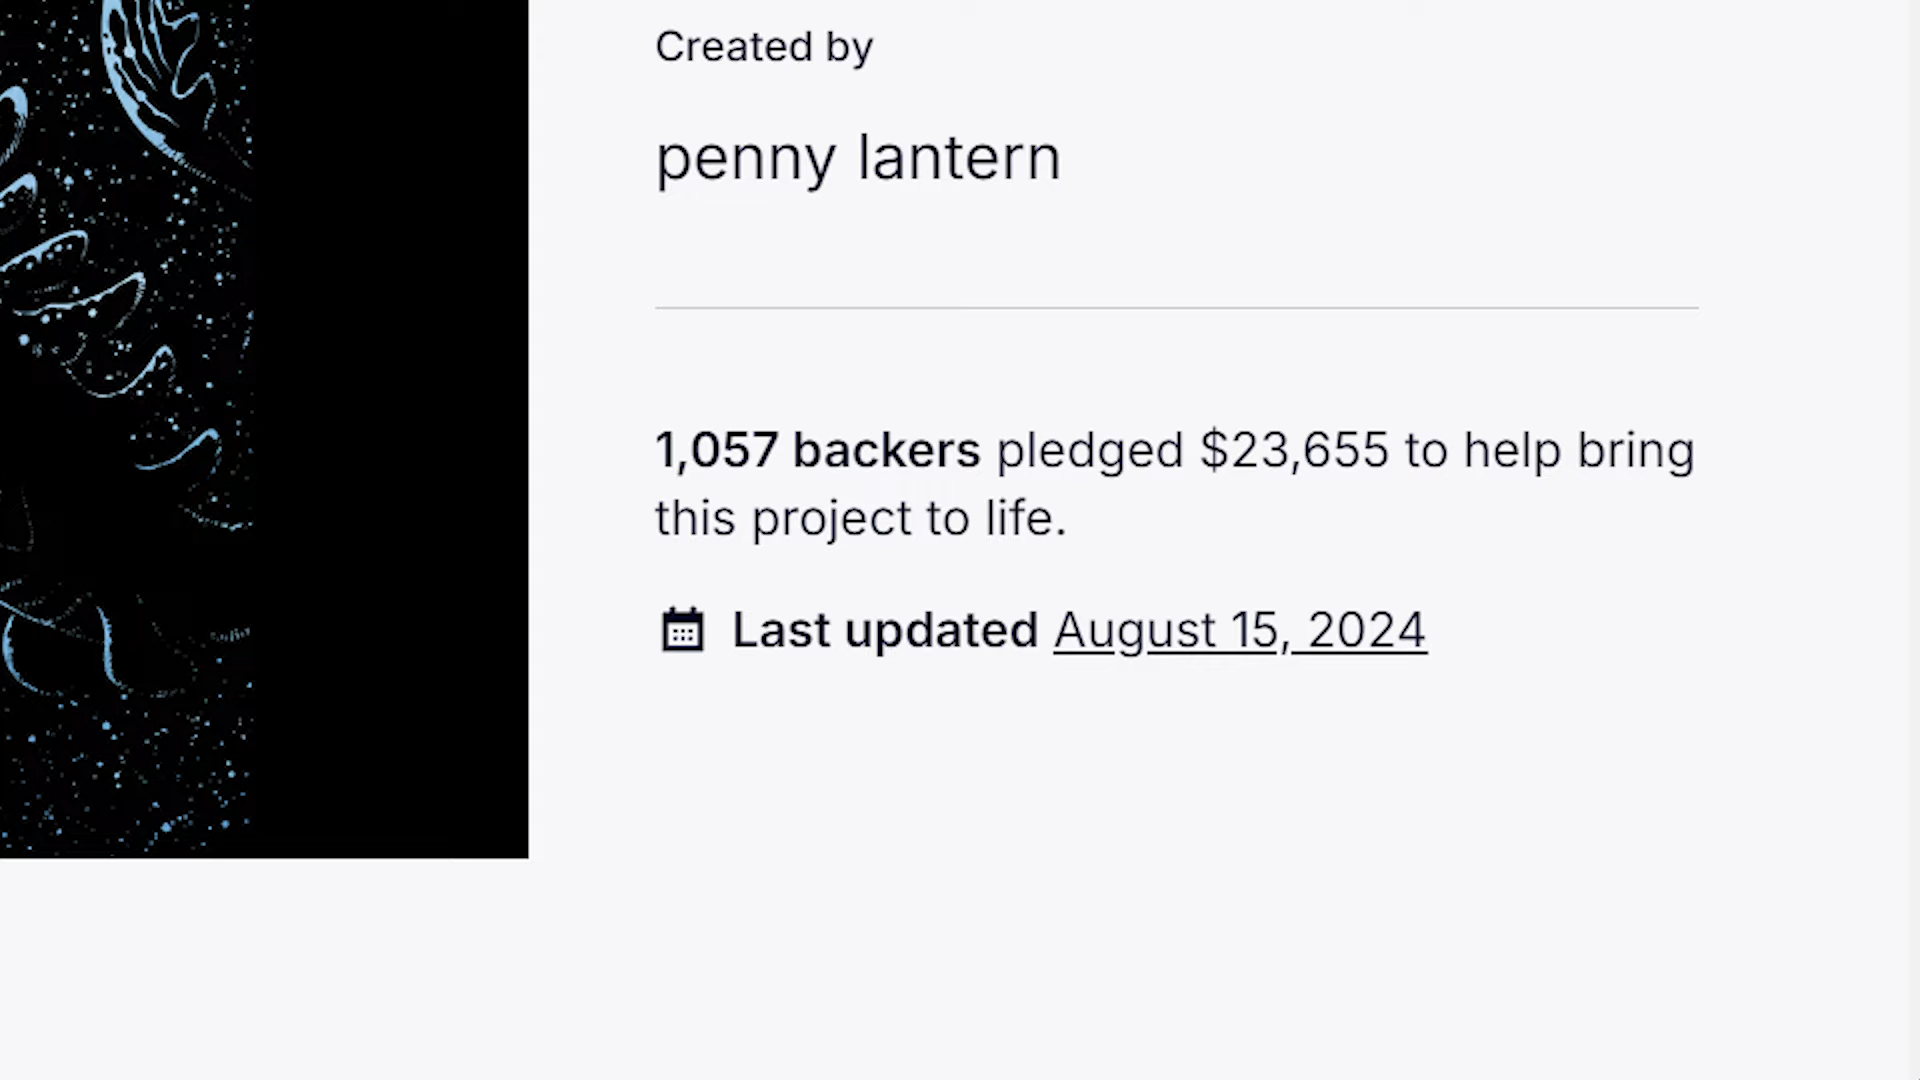 Created by
penny lantern
1,057 backers pledged $23,655 to help bring
this project to life.
Last updated August 15, 2024